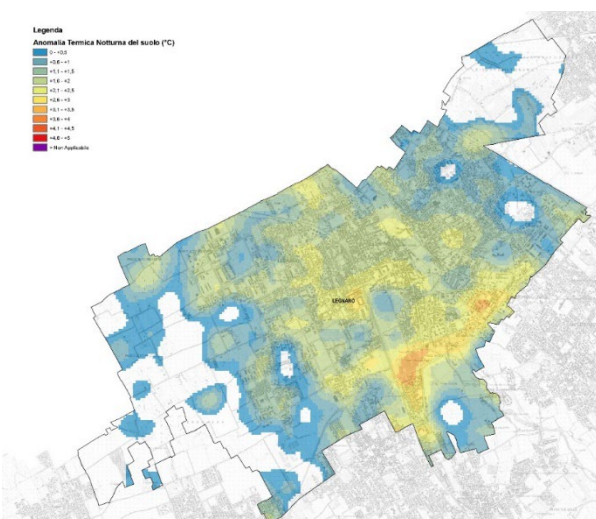 Legenda
Anomalia Termica Notturna del suolo (°C)
0 - +0,5
+0,6 - +1
+1,1 - +1,5
+1,6 - +2
+2,1 - +2,5
+2,6 - +3
+3,1 - +3,5
+3,6 - +4
+4,1 - +4,5
+4,6 - +5
Non Applicabile
LEGNARO